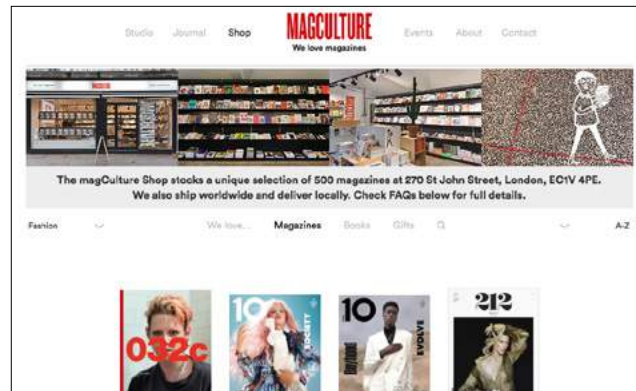 Studio Journal Shop MAGCULTURE Events About Contact
We love magazines
The magCulture Shop stocks a unique selection of 500 magazines at 270 St John Street, London, EC1V 4PE.
We also ship worldwide and deliver locally. Check FAQs below for full details.
Fashion We love... Magazines Books Gifts A-Z
032c
10 SOCIETY
10 EVOLVE
212